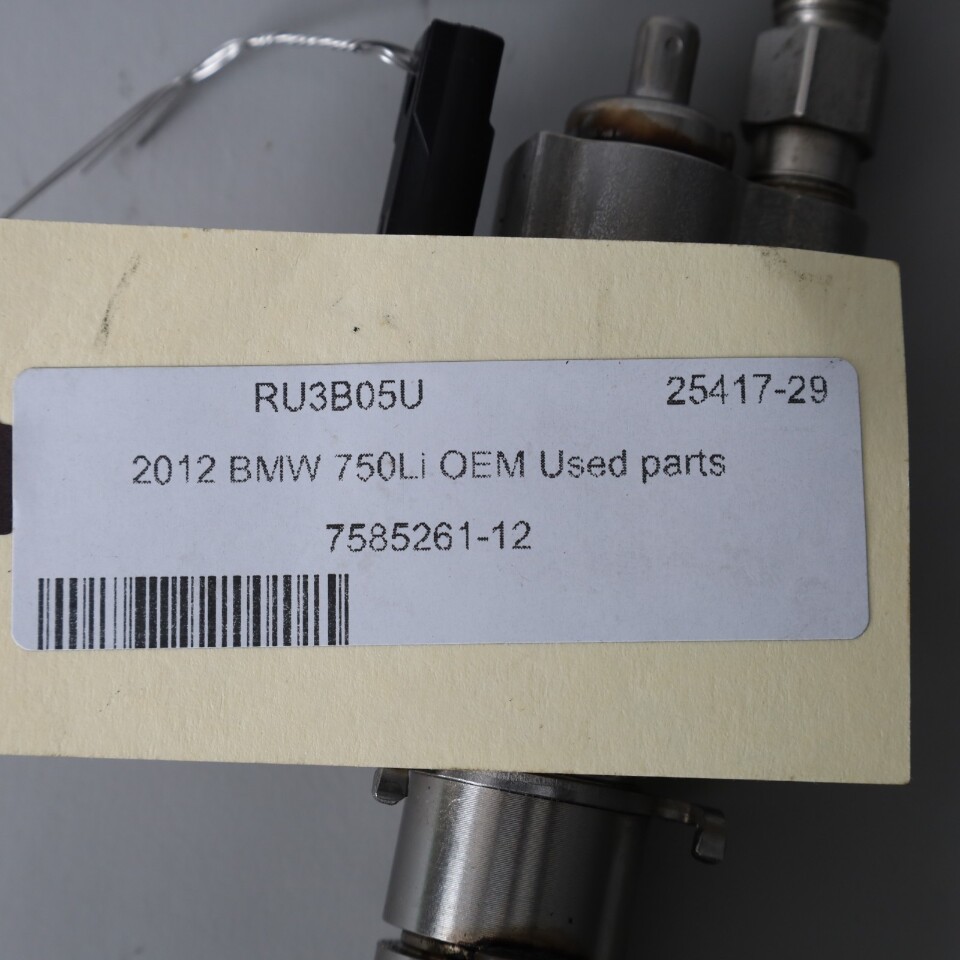 RU3B05U 25417-29
2012 BMW 750Li OEM Used parts
7585261-12